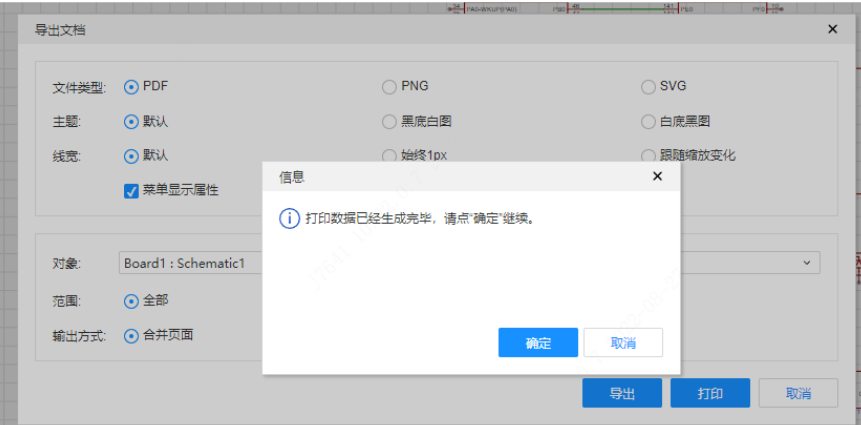 导出文档
文件类型: PDF PNG SVG
主题: 默认 黑底白图 白底黑图
线宽: 默认 始终1px 跟随缩放变化
菜单显示属性
信息
打印数据已经生成完毕，请点“确定”继续。
对象: Board1 : Schematic1
范围: 全部
输出方式: 合并页面
确定 取消
导出 打印 取消